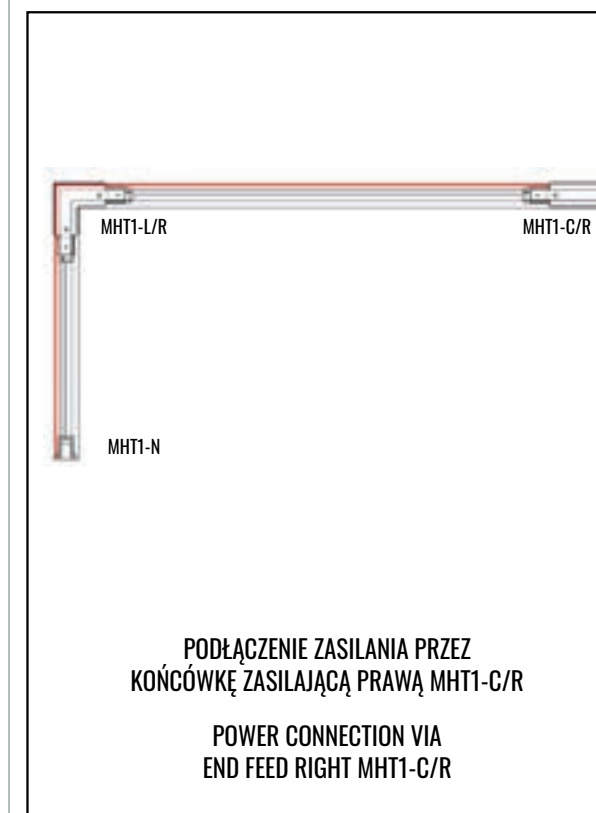 MHT1-L/R
MHT1-C/R
MHT1-N
PODŁĄCZENIE ZASILANIA PRZEZ
KOŃCÓWKĘ ZASILAJĄCĄ PRAWĄ MHT1-C/R
POWER CONNECTION VIA
END FEED RIGHT MHT1-C/R